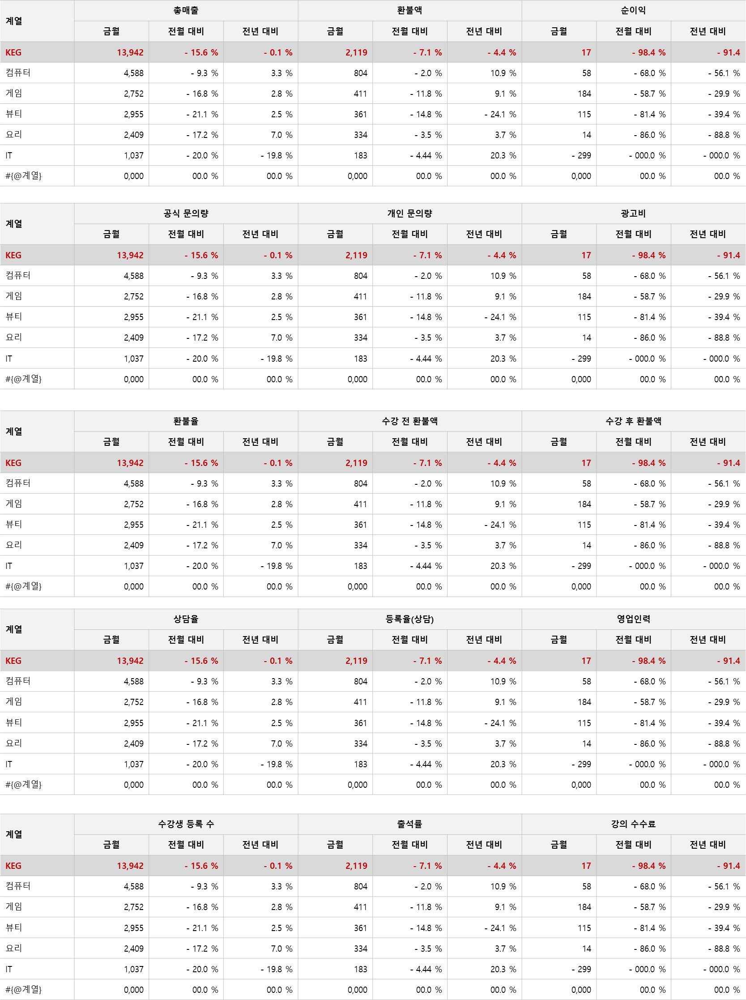 계열 총매출 환불액 순이익
금월 전월 대비 전년 대비 금월 전월 대비 전년 대비 금월 전월 대비 전년 대비
KEG 13,942 - 15.6 % - 0.1 % 2,119 - 7.1 % - 4.4 % 17 - 98.4 % - 91.4
컴퓨터 4,588 - 9.3 % 3.3 % 804 - 2.0 % 10.9 % 58 - 68.0 % - 56.1 %
게임 2,752 - 16.8 % 2.8 % 411 - 11.8 % 9.1 % 184 - 58.7 % - 29.9 %
뷰티 2,955 - 21.1 % 2.5 % 361 - 14.8 % - 24.1 % 115 - 81.4 % - 39.4 %
요리 2,409 - 17.2 % 7.0 % 334 - 3.5 % 3.7 % 14 - 86.0 % - 88.8 %
IT 1,037 - 20.0 % - 19.8 % 183 - 4.44 % 20.3 % - 299 - 000.0 % - 000.0 %
#{@계열} 0,000 00.0 % 00.0 % 0,000 00.0 % 00.0 % 0,000 00.0 % 00.0 %
계열 공식 문의량 개인 문의량 광고비
금월 전월 대비 전년 대비 금월 전월 대비 전년 대비 금월 전월 대비 전년 대비
KEG 13,942 - 15.6 % - 0.1 % 2,119 - 7.1 % - 4.4 % 17 - 98.4 % - 91.4
컴퓨터 4,588 - 9.3 % 3.3 % 804 - 2.0 % 10.9 % 58 - 68.0 % - 56.1 %
게임 2,752 - 16.8 % 2.8 % 411 - 11.8 % 9.1 % 184 - 58.7 % - 29.9 %
뷰티 2,955 - 21.1 % 2.5 % 361 - 14.8 % - 24.1 % 115 - 81.4 % - 39.4 %
요리 2,409 - 17.2 % 7.0 % 334 - 3.5 % 3.7 % 14 - 86.0 % - 88.8 %
IT 1,037 - 20.0 % - 19.8 % 183 - 4.44 % 20.3 % - 299 - 000.0 % - 000.0 %
#{@계열} 0,000 00.0 % 00.0 % 0,000 00.0 % 00.0 % 0,000 00.0 % 00.0 %
계열 환불율 수강 전 환불액 수강 후 환불액
금월 전월 대비 전년 대비 금월 전월 대비 전년 대비 금월 전월 대비 전년 대비
KEG 13,942 - 15.6 % - 0.1 % 2,119 - 7.1 % - 4.4 % 17 - 98.4 % - 91.4
컴퓨터 4,588 - 9.3 % 3.3 % 804 - 2.0 % 10.9 % 58 - 68.0 % - 56.1 %
게임 2,752 - 16.8 % 2.8 % 411 - 11.8 % 9.1 % 184 - 58.7 % - 29.9 %
뷰티 2,955 - 21.1 % 2.5 % 361 - 14.8 % - 24.1 % 115 - 81.4 % - 39.4 %
요리 2,409 - 17.2 % 7.0 % 334 - 3.5 % 3.7 % 14 - 86.0 % - 88.8 %
IT 1,037 - 20.0 % - 19.8 % 183 - 4.44 % 20.3 % - 299 - 000.0 % - 000.0 %
#{@계열} 0,000 00.0 % 00.0 % 0,000 00.0 % 00.0 % 0,000 00.0 % 00.0 %
계열 상담율 등록율(상담) 영업인력
금월 전월 대비 전년 대비 금월 전월 대비 전년 대비 금월 전월 대비 전년 대비
KEG 13,942 - 15.6 % - 0.1 % 2,119 - 7.1 % - 4.4 % 17 - 98.4 % - 91.4
컴퓨터 4,588 - 9.3 % 3.3 % 804 - 2.0 % 10.9 % 58 - 68.0 % - 56.1 %
게임 2,752 - 16.8 % 2.8 % 411 - 11.8 % 9.1 % 184 - 58.7 % - 29.9 %
뷰티 2,955 - 21.1 % 2.5 % 361 - 14.8 % - 24.1 % 115 - 81.4 % - 39.4 %
요리 2,409 - 17.2 % 7.0 % 334 - 3.5 % 3.7 % 14 - 86.0 % - 88.8 %
IT 1,037 - 20.0 % - 19.8 % 183 - 4.44 % 20.3 % - 299 - 000.0 % - 000.0 %
#{@계열} 0,000 00.0 % 00.0 % 0,000 00.0 % 00.0 % 0,000 00.0 % 00.0 %
계열 수강생 등록 수 출석률 강의 수수료
금월 전월 대비 전년 대비 금월 전월 대비 전년 대비 금월 전월 대비 전년 대비
KEG 13,942 - 15.6 % - 0.1 % 2,119 - 7.1 % - 4.4 % 17 - 98.4 % - 91.4
컴퓨터 4,588 - 9.3 % 3.3 % 804 - 2.0 % 10.9 % 58 - 68.0 % - 56.1 %
게임 2,752 - 16.8 % 2.8 % 411 - 11.8 % 9.1 % 184 - 58.7 % - 29.9 %
뷰티 2,955 - 21.1 % 2.5 % 361 - 14.8 % - 24.1 % 115 - 81.4 % - 39.4 %
요리 2,409 - 17.2 % 7.0 % 334 - 3.5 % 3.7 % 14 - 86.0 % - 88.8 %
IT 1,037 - 20.0 % - 19.8 % 183 - 4.44 % 20.3 % - 299 - 000.0 % - 000.0 %
#{@계열} 0,000 00.0 % 00.0 % 0,000 00.0 % 00.0 % 0,000 00.0 % 00.0 %